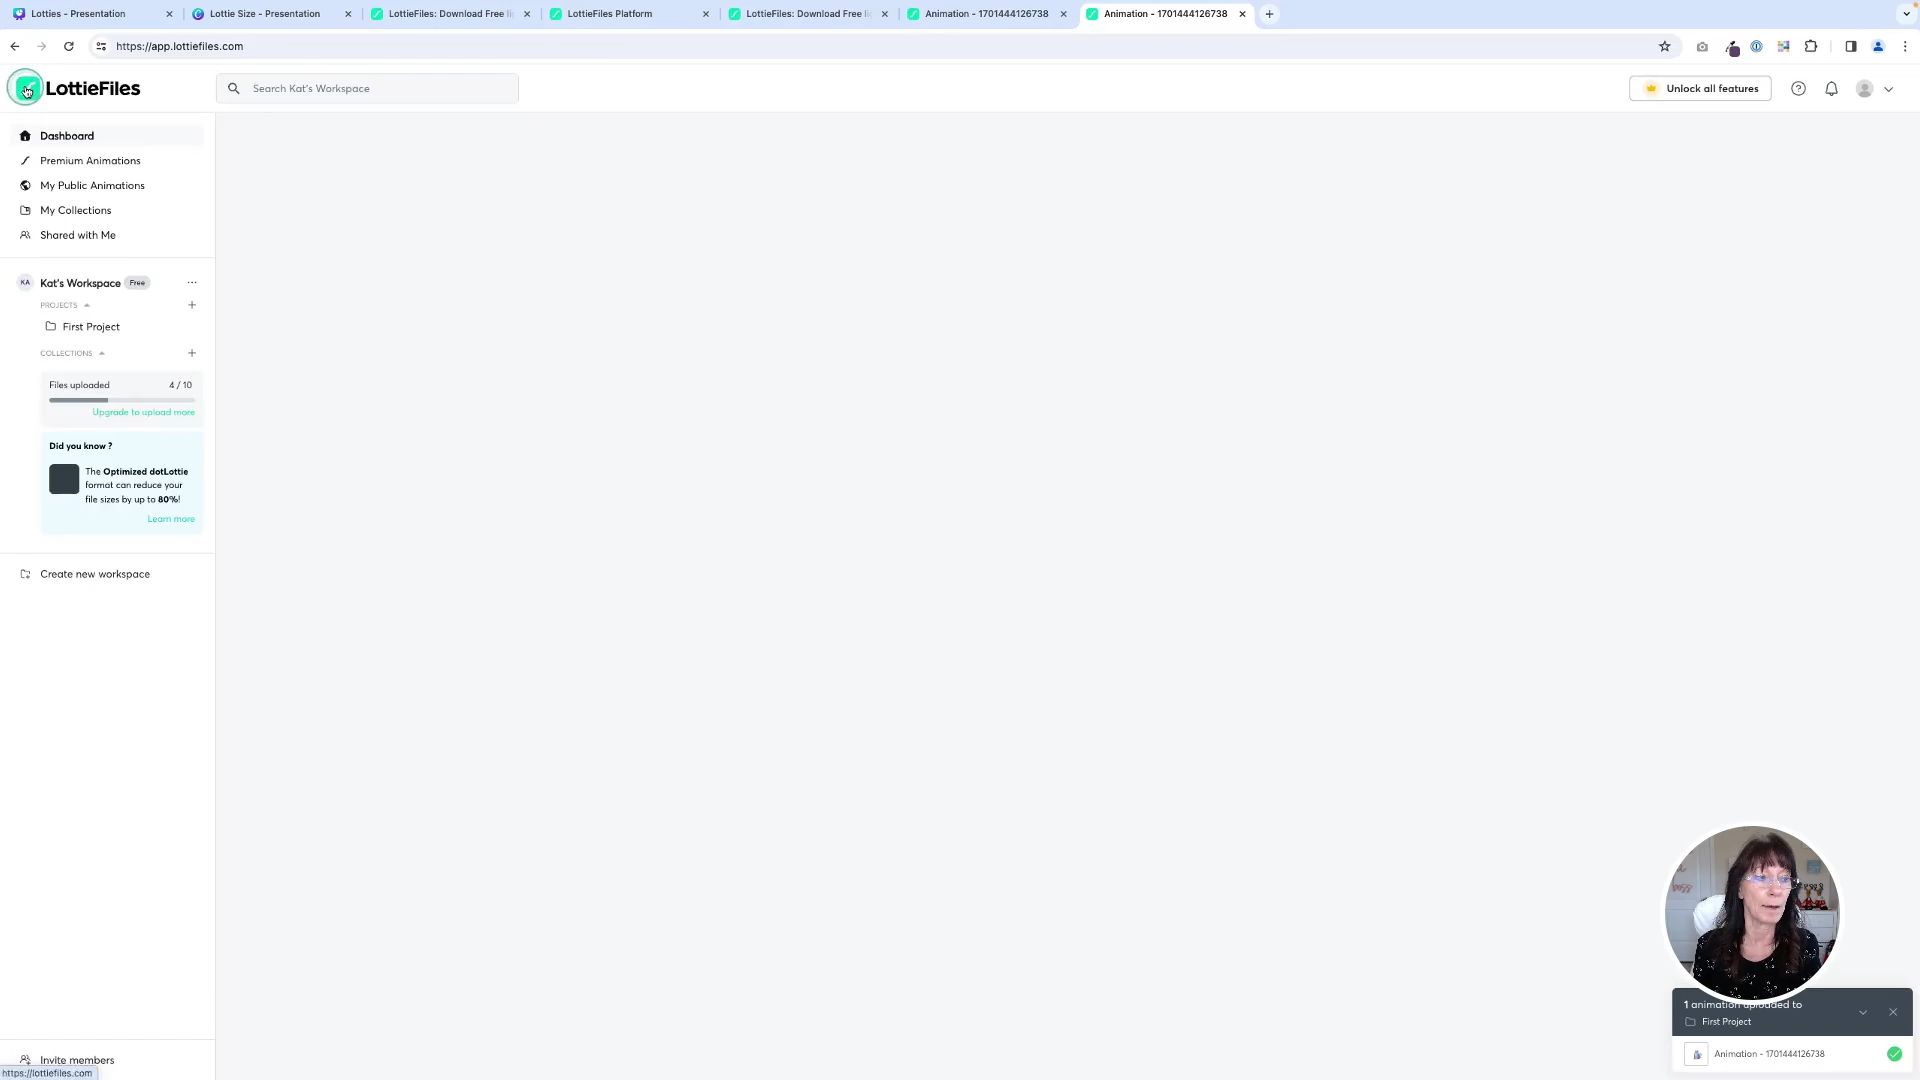 Lotties - Presentation
Lottie Size - Presentation
LottieFiles: Download Free li
LottieFiles Platform
LottieFiles: Download Free li
Animation - 1701444126738
Animation - 1701444126738
https://app.lottiefiles.com
LottieFiles
Search Kat's Workspace
Unlock all features
Dashboard
Premium Animations
My Public Animations
My Collections
Shared with Me
KA Kat's Workspace Free
PROJECTS
First Project
COLLECTIONS
Files uploaded 4 / 10
Upgrade to upload more
Did you know ?
The Optimized dotLottie
format can reduce your
file sizes by up to 80%!
Learn more
Create new workspace
Invite members
https://lottiefiles.com
1 animation uploaded to
First Project
Animation - 1701444126738